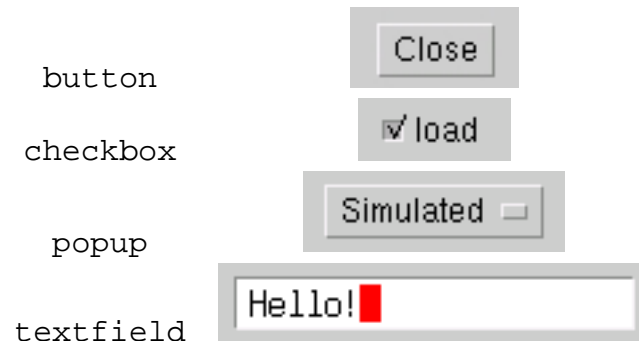 Close
button
load
checkbox
Simulated
popup
Hello!
textfield